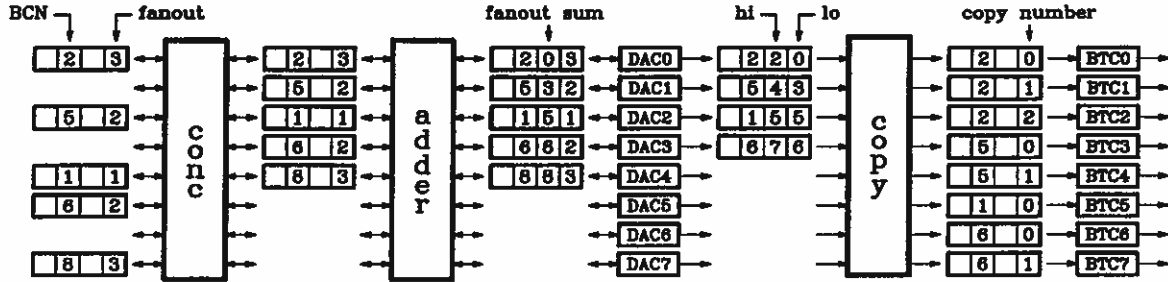 BCN fanout fanout sum hi lo copy number
2 3 2 3 2 0 3 DAC0 2 2 0 2 0 BTC0
5 2 5 3 2 DAC1 5 4 3 2 1 BTC1
5 2 1 1 1 5 1 DAC2 1 5 5 2 2 BTC2
6 2 6 6 2 DAC3 6 7 6 5 0 BTC3
1 1 8 3 8 8 3 DAC4 5 1 BTC4
6 2 DAC5 1 0 BTC5
DAC6 6 0 BTC6
8 3 DAC7 6 1 BTC7
conc
adder
copy